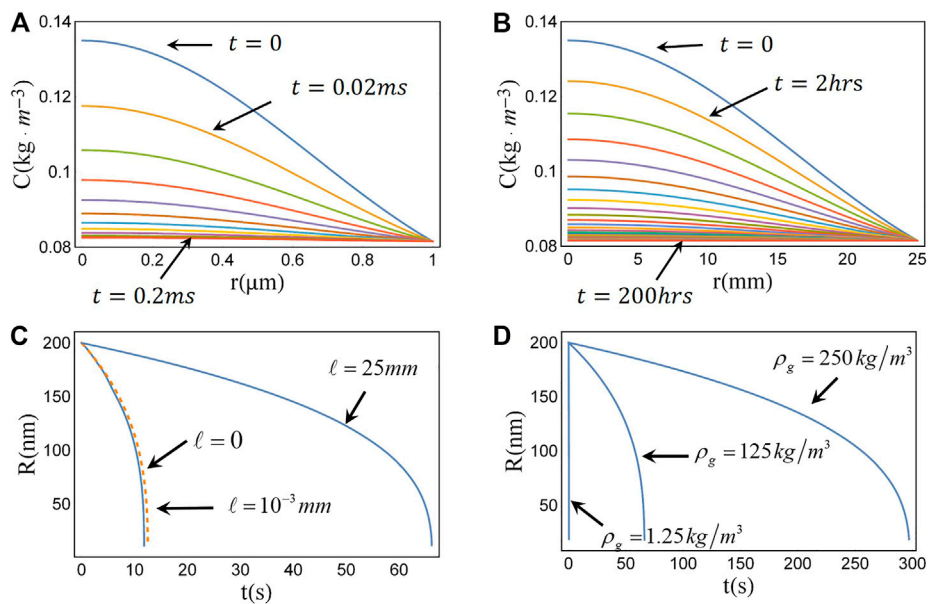 A
0.14
0.12
0.1
0.08
C(kg · m⁻³)
t = 0
t = 0.02ms
t = 0.2ms
0 0.2 0.4 0.6 0.8 1
r(μm)
B
0.14
0.12
0.1
0.08
C(kg · m⁻³)
t = 0
t = 2hrs
t = 200hrs
0 5 10 15 20 25
r(mm)
C
200
150
100
50
R(nm)
ℓ = 25mm
ℓ = 0
ℓ = 10⁻³ mm
0 10 20 30 40 50 60
t(s)
D
200
150
100
50
R(nm)
ρg = 250 kg/m³
ρg = 125 kg/m³
ρg = 1.25 kg/m³
0 50 100 150 200 250 300
t(s)